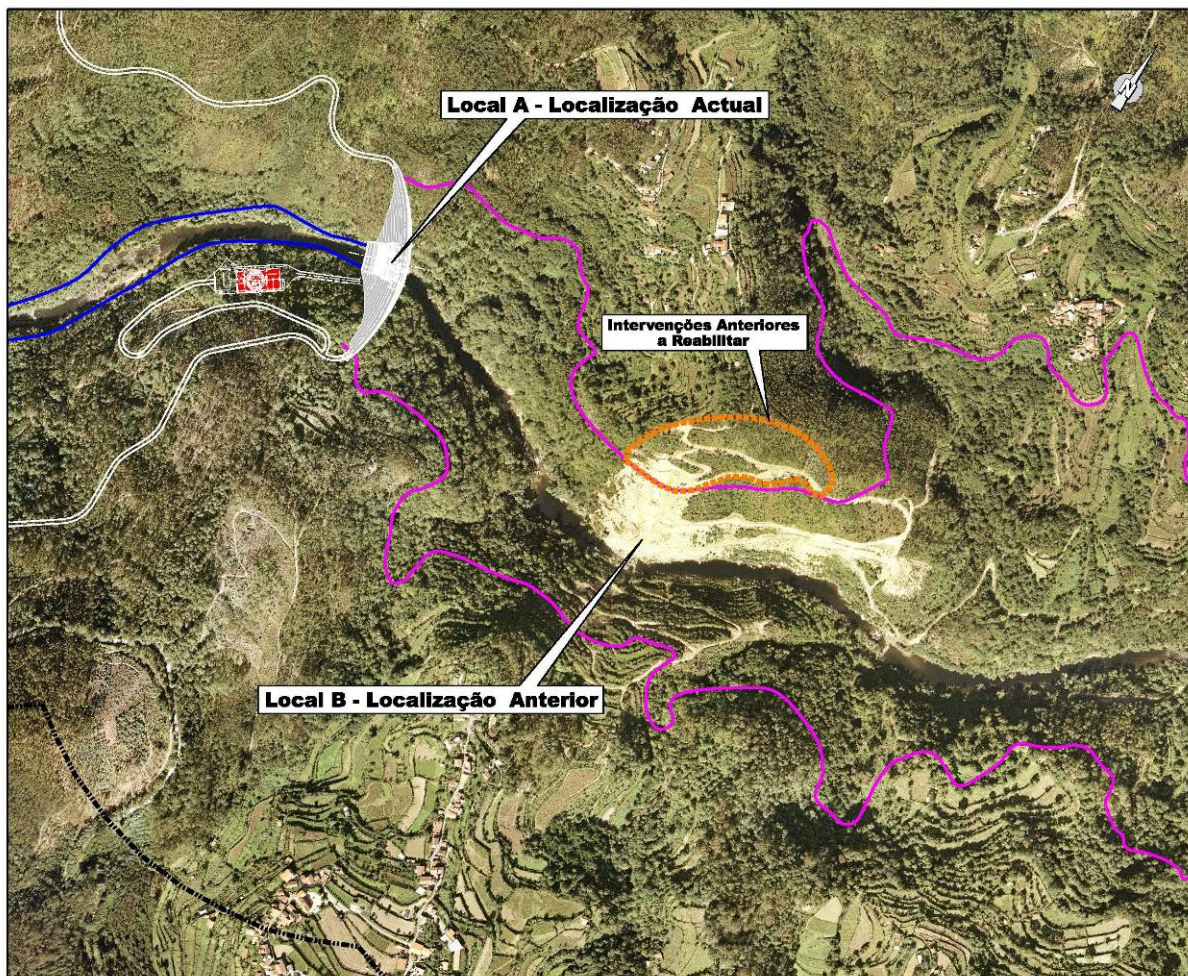 Local A - Localização Actual
N
Intervenções Anteriores
a Reabilitar
Local B - Localização Anterior